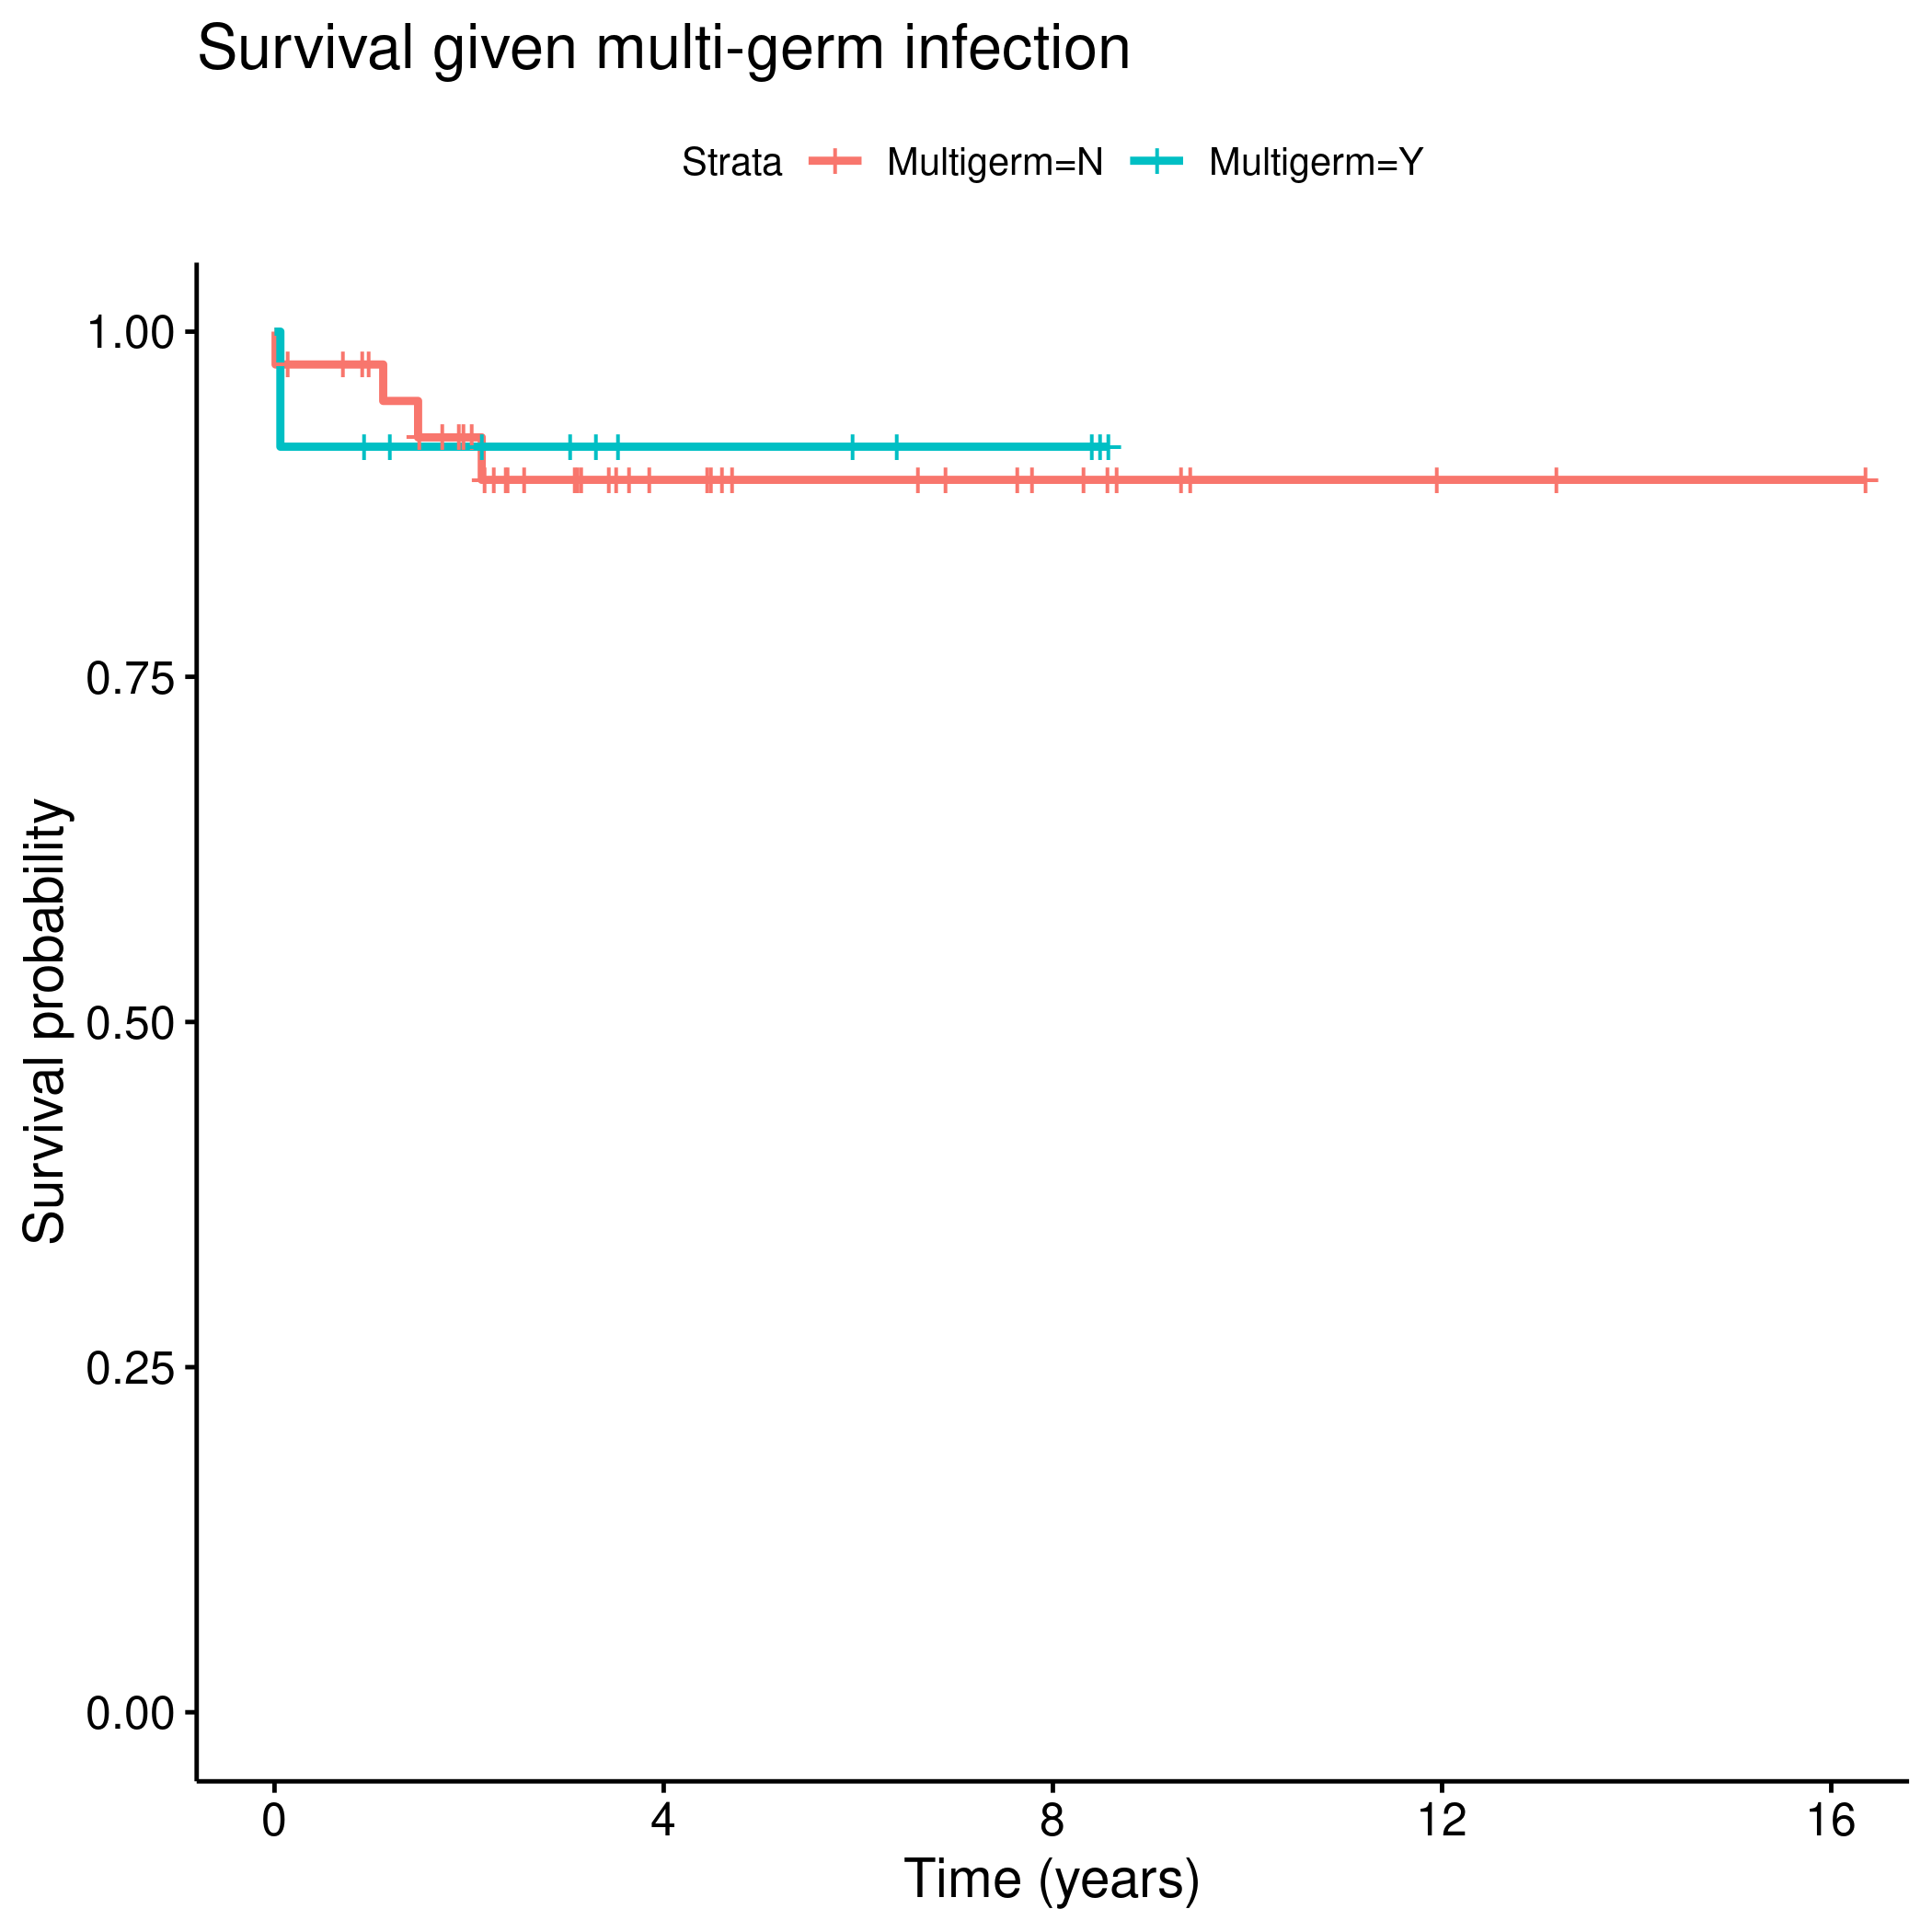 Survival given multi-germ infection
Strata Multigerm=N Multigerm=Y
1.00
0.75
0.50
0.25
0.00
Survival probability
0 4 8 12 16
Time (years)